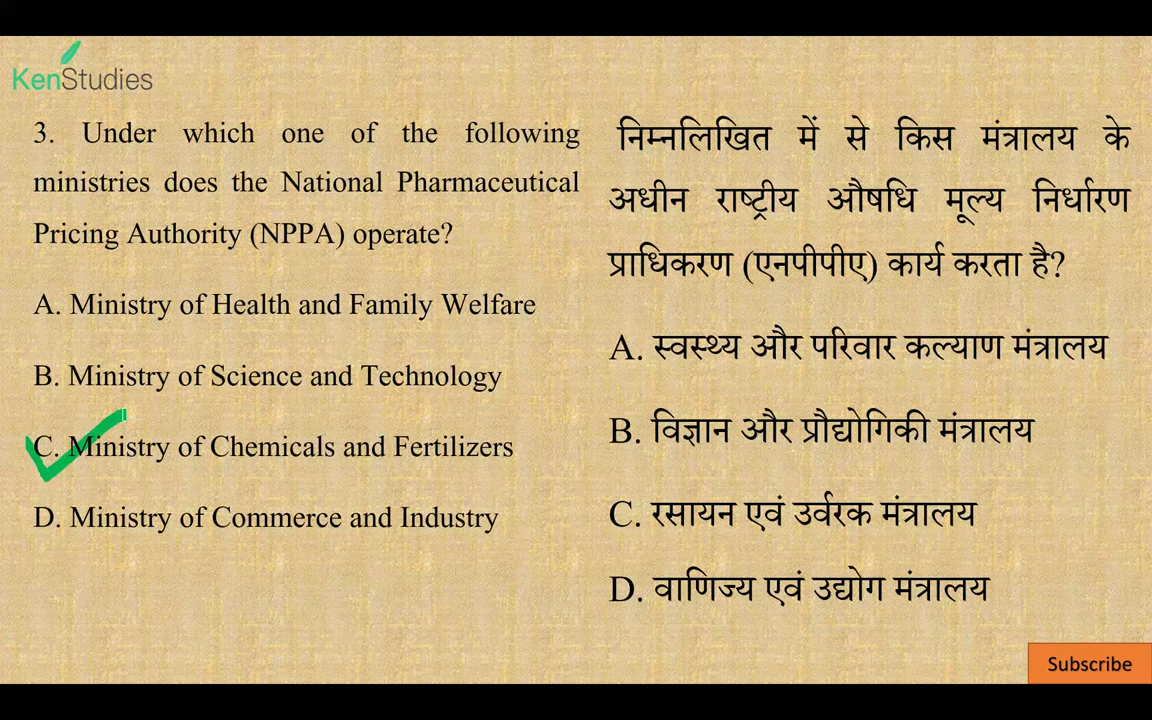 KenStudies
3. Under which one of the following
ministries does the National Pharmaceutical
Pricing Authority (NPPA) operate?
A. Ministry of Health and Family Welfare
B. Ministry of Science and Technology
C. Ministry of Chemicals and Fertilizers
D. Ministry of Commerce and Industry
निम्नलिखित में से किस मंत्रालय के
अधीन राष्ट्रीय औषधि मूल्य निर्धारण
प्राधिकरण (एनपीपीए) कार्य करता है?
A. स्वस्थ्य और परिवार कल्याण मंत्रालय
B. विज्ञान और प्रौद्योगिकी मंत्रालय
C. रसायन एवं उर्वरक मंत्रालय
D. वाणिज्य एवं उद्योग मंत्रालय
Subscribe